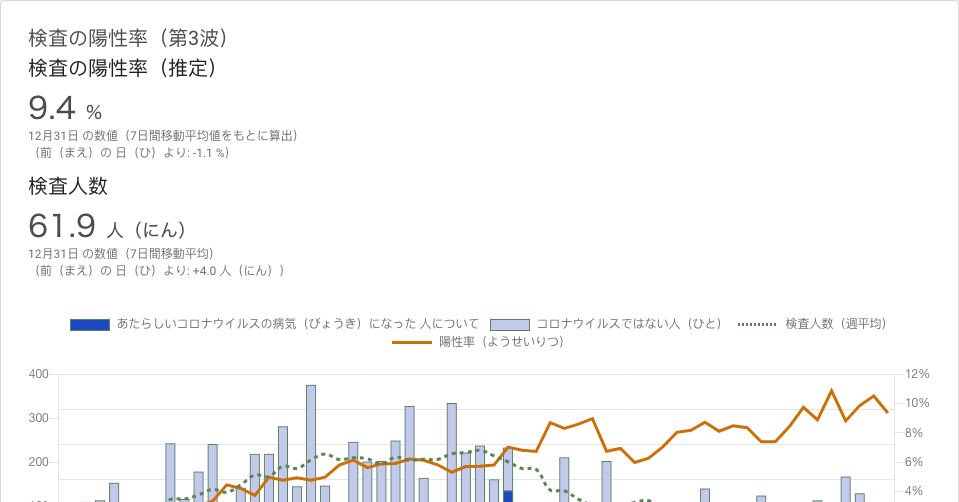 検査の陽性率（第3波）
検査の陽性率（推定）
9.4 %
12月31日 の数値（7日間移動平均値をもとに算出）
（前（まえ）の 日（ひ）より: -1.1 %）
検査人数
61.9 人（にん）
12月31日 の数値（7日間移動平均）
（前（まえ）の 日（ひ）より: +4.0 人（にん））
あたらしいコロナウイルスの病気（びょうき）になった 人について コロナウイルスではない人（ひと） 検査人数（週平均）
陽性率（ようせいりつ）
400 12%
10%
300
8%
200 6%
4%